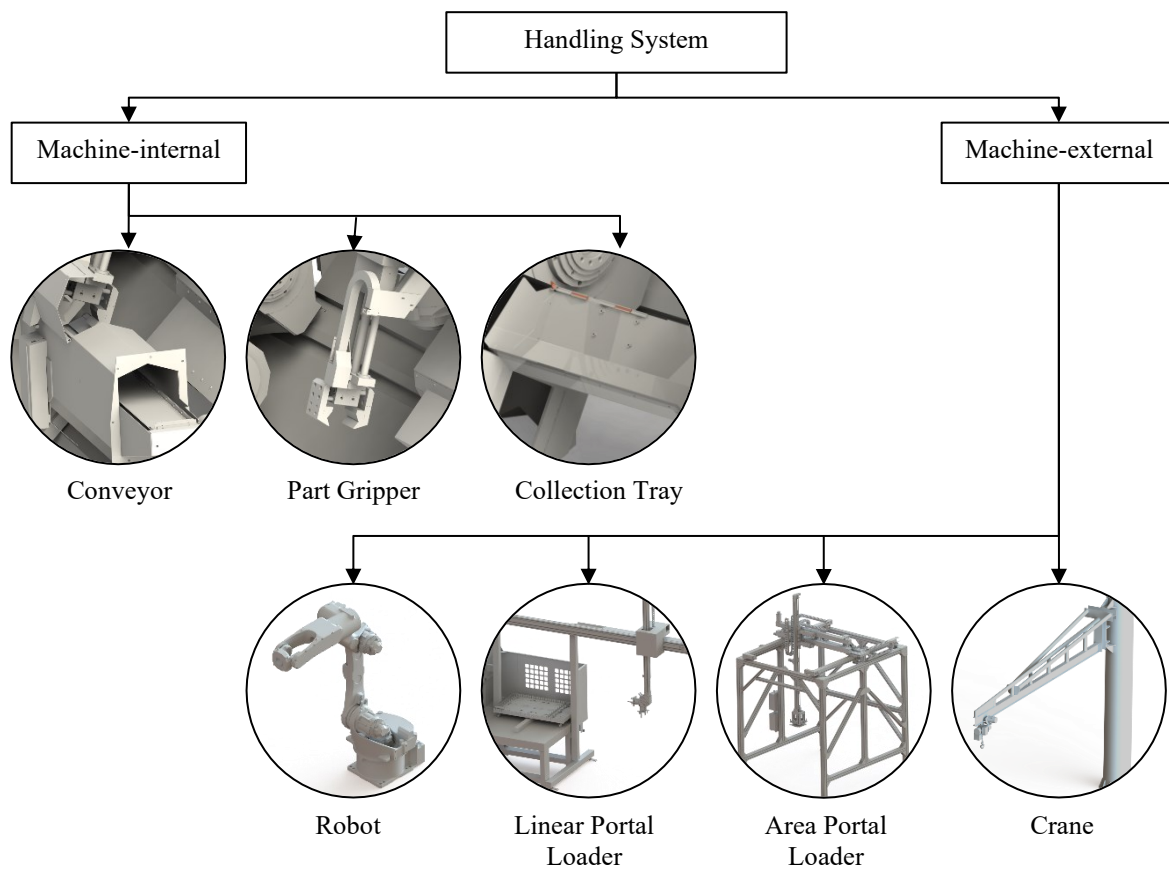 Handling System
Machine-internal
Machine-external
Conveyor
Part Gripper
Collection Tray
Robot
Linear Portal
Loader
Area Portal
Loader
Crane